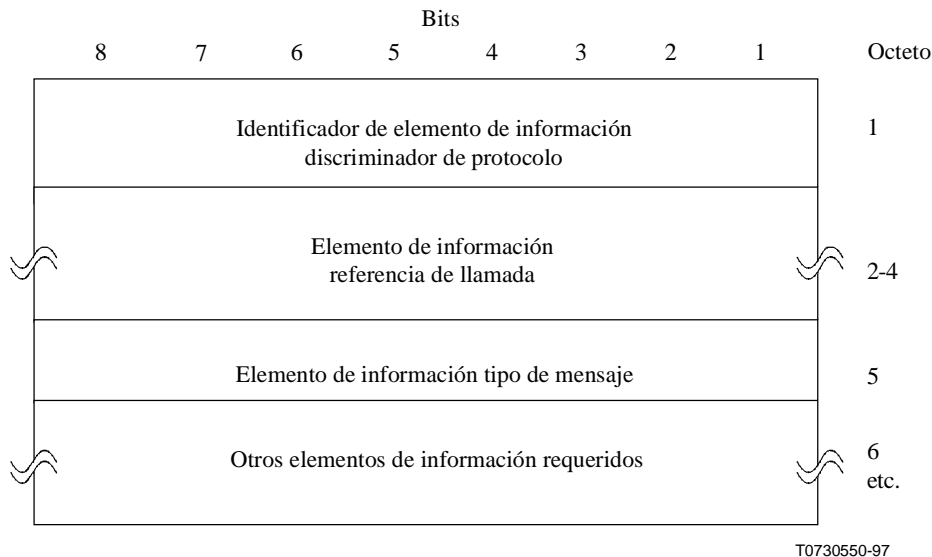 Bits
8 7 6 5 4 3 2 1 Octeto
Identificador de elemento de información
discriminador de protocolo
1
Elemento de información
referencia de llamada
2-4
Elemento de información tipo de mensaje
5
Otros elementos de información requeridos
6
etc.
T0730550-97